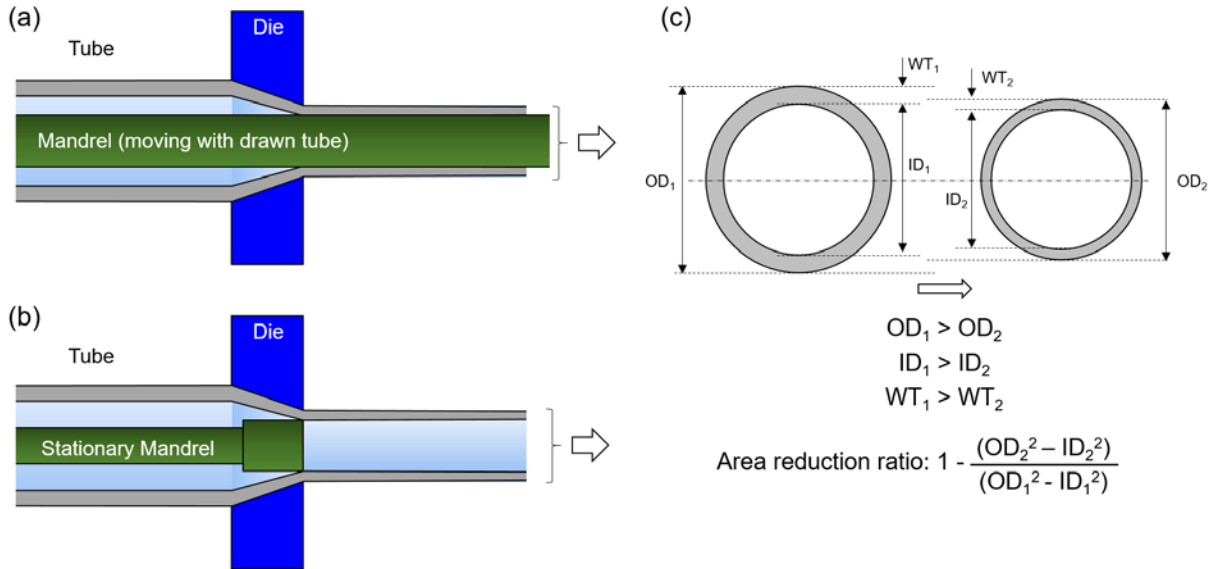 (a)
Die
Tube
Mandrel (moving with drawn tube)
(b)
Die
Tube
Stationary Mandrel
(c)
WT₁
WT₂
OD₁
ID₁
ID₂
OD₂
OD₁ > OD₂
ID₁ > ID₂
WT₁ > WT₂
Area reduction ratio: 1 - (OD₂² – ID₂²) / (OD₁² - ID₁²)